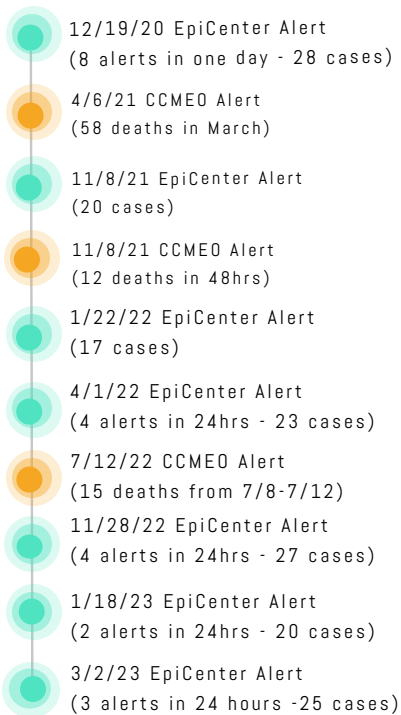 12/19/20 EpiCenter Alert
(8 alerts in one day - 28 cases)
4/6/21 CCMEO Alert
(58 deaths in March)
11/8/21 EpiCenter Alert
(20 cases)
11/8/21 CCMEO Alert
(12 deaths in 48hrs)
1/22/22 EpiCenter Alert
(17 cases)
4/1/22 EpiCenter Alert
(4 alerts in 24hrs - 23 cases)
7/12/22 CCMEO Alert
(15 deaths from 7/8-7/12)
11/28/22 EpiCenter Alert
(4 alerts in 24hrs - 27 cases)
1/18/23 EpiCenter Alert
(2 alerts in 24hrs - 20 cases)
3/2/23 EpiCenter Alert
(3 alerts in 24 hours -25 cases)